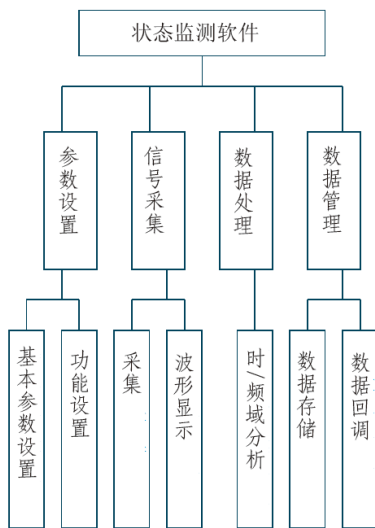 状态监测软件
参数设置
信号采集
数据处理
数据管理
基本参数设置
功能设置
采集
波形显示
时/频域分析
数据存储
数据回调